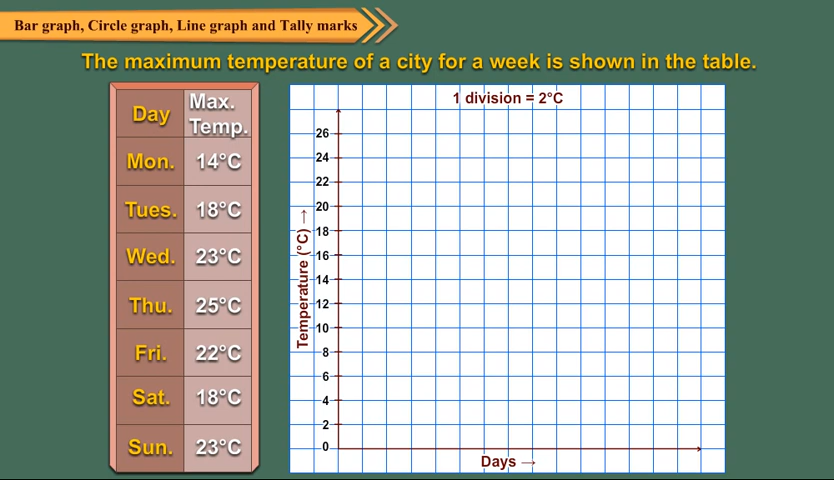 Bar graph, Circle graph, Line graph and Tally marks
The maximum temperature of a city for a week is shown in the table.
Day Max. Temp.
Mon. 14°C
Tues. 18°C
Wed. 23°C
Thu. 25°C
Fri. 22°C
Sat. 18°C
Sun. 23°C
1 division = 2°C
Temperature (°C) →
26
24
22
20
18
16
14
12
10
8
6
4
2
0
Days →